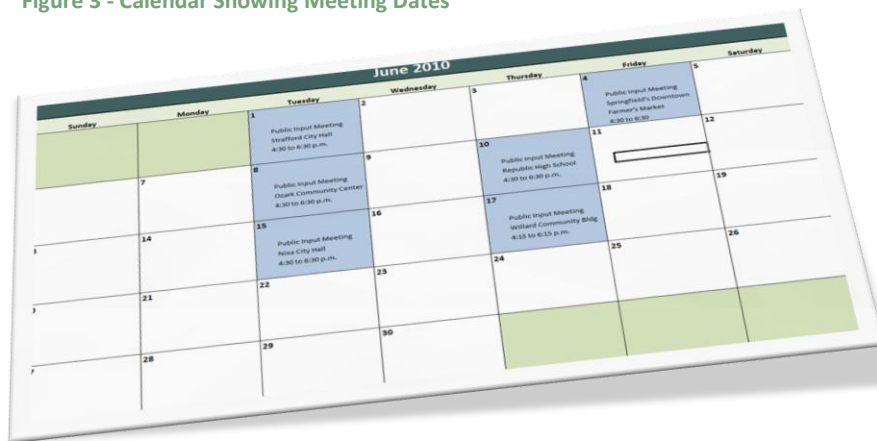 Figure 3 - Calendar Showing Meeting Dates
June 2010
Sunday Monday Tuesday Wednesday Thursday Friday Saturday
1 2 3 4 5
Public Input Meeting
Strafford City Hall
4:30 to 6:30 p.m.
Public Input Meeting
Springfield's Downtown
Farmer's Market
4:30 to 6:30
7 8 9 10 11 12
Public Input Meeting
Ozark Community Center
4:30 to 6:30 p.m.
Public Input Meeting
Republic High School
4:30 to 6:30 p.m.
14 15 16 17 18 19
Public Input Meeting
Nixa City Hall
4:30 to 6:30 p.m.
Public Input Meeting
Willard Community Bldg
4:15 to 6:15 p.m.
21 22 23 24 25 26
28 29 30